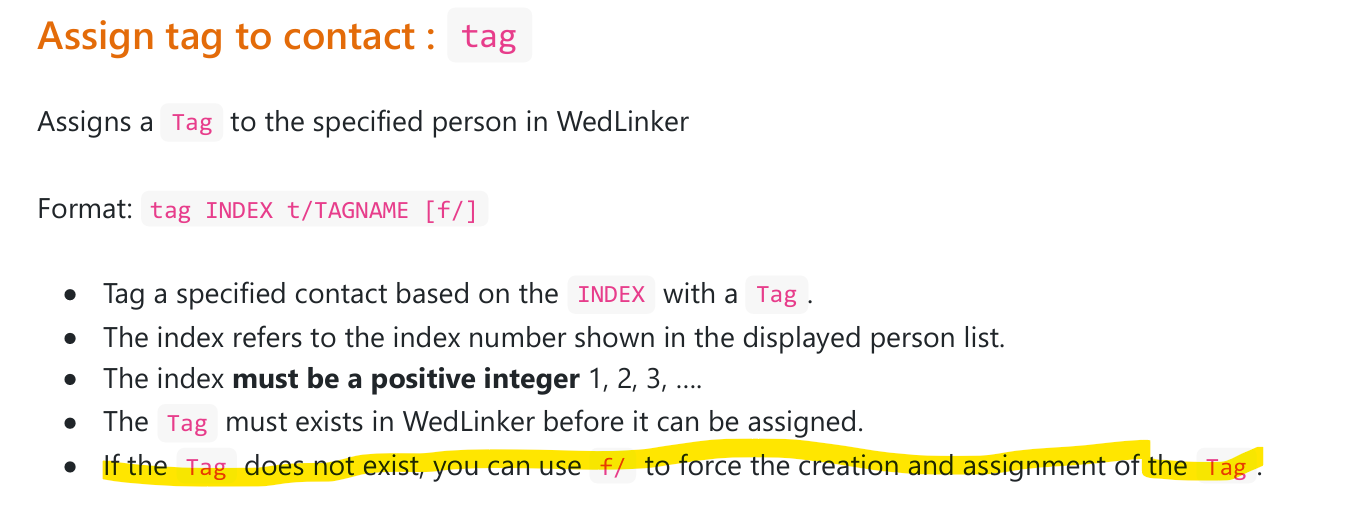 Assign tag to contact : tag
Assigns a Tag to the specified person in WedLinker
Format: tag INDEX t/TAGNAME [f/]
● Tag a specified contact based on the INDEX with a Tag .
● The index refers to the index number shown in the displayed person list.
● The index must be a positive integer 1, 2, 3, ….
● The Tag must exists in WedLinker before it can be assigned.
● If the Tag does not exist, you can use f/ to force the creation and assignment of the Tag .